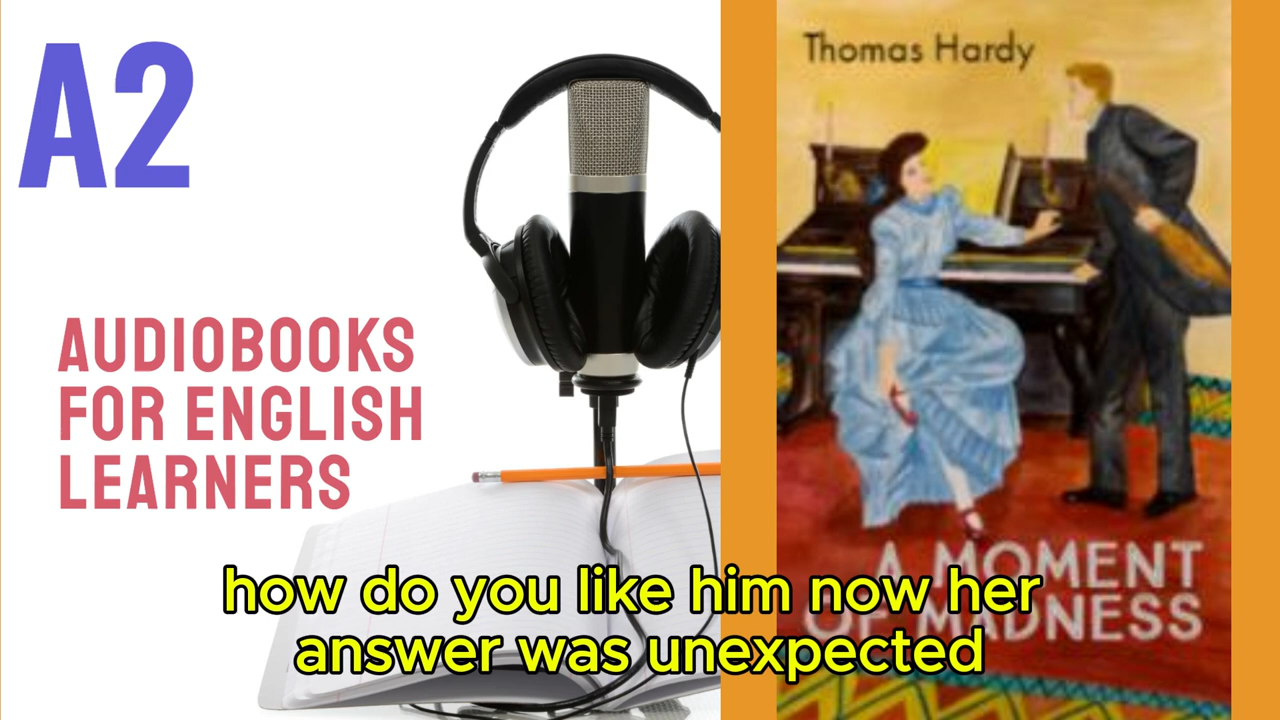 A2
AUDIOBOOKS
FOR ENGLISH
LEARNERS
Thomas Hardy
A MOMENT
OF MADNESS
how do you like him now her
answer was unexpected